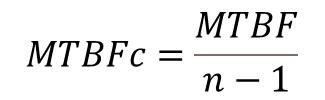 MTBFc = MTBF / n − 1